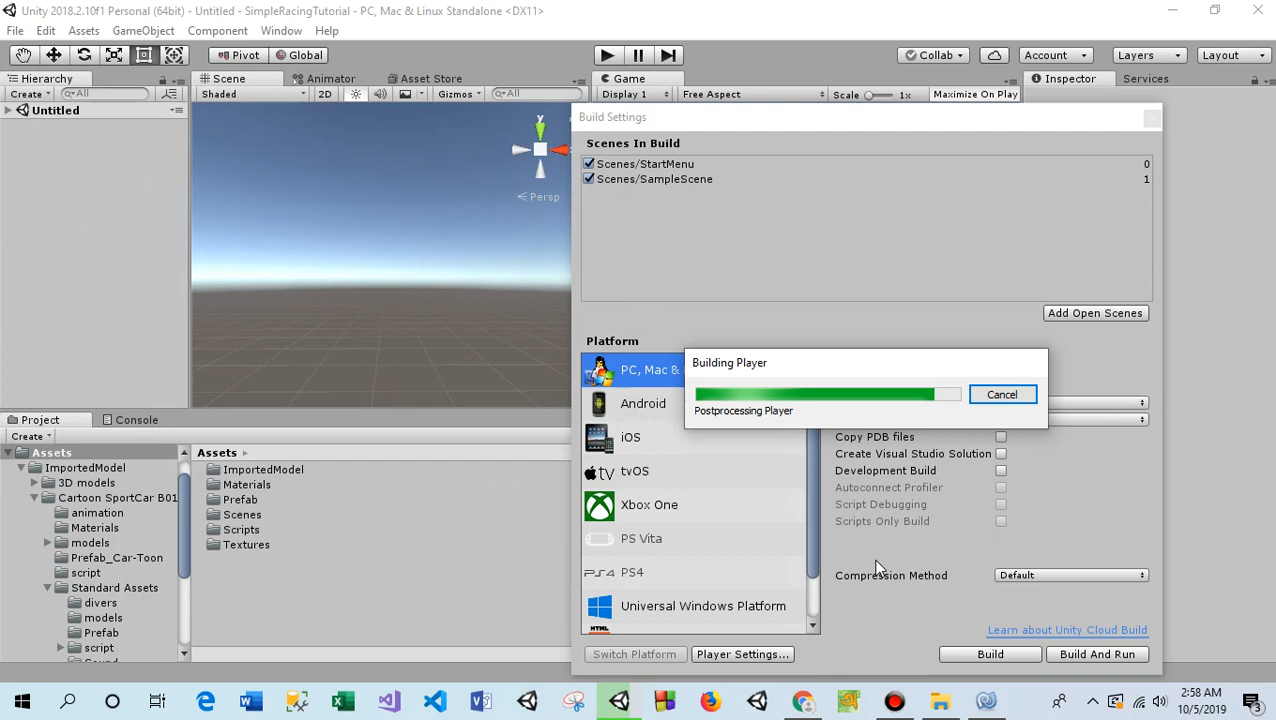 Unity 2018.2.10f1 Personal (64bit) - Untitled - SimpleRacingTutorial - PC, Mac & Linux Standalone <DX11>
File Edit Assets GameObject Component Window Help
Pivot Global Collab Account Layers Layout
Hierarchy Scene Animator Asset Store Game Inspector Services
Create All Shaded 2D Gizmos All Display 1 Free Aspect Scale 1x Maximize On Play
Untitled
y
Persp
Build Settings
Scenes In Build
Scenes/StartMenu 0
Scenes/SampleScene 1
Add Open Scenes
Platform
PC, Mac &
Android
iOS
tvOS
Xbox One
PS Vita
PS4
Universal Windows Platform
HTML
Building Player
Cancel
Postprocessing Player
Copy PDB files
Create Visual Studio Solution
Development Build
Autoconnect Profiler
Script Debugging
Scripts Only Build
Compression Method Default
Learn about Unity Cloud Build
Switch Platform Player Settings... Build Build And Run
Project Console
Create
Assets
ImportedModel
3D models
Cartoon SportCar B01
animation
Materials
models
Prefab_Car-Toon
script
Standard Assets
divers
models
Prefab
script
Sound
Assets
ImportedModel
Materials
Prefab
Scenes
Scripts
Textures
2:58 AM
10/5/2019
3